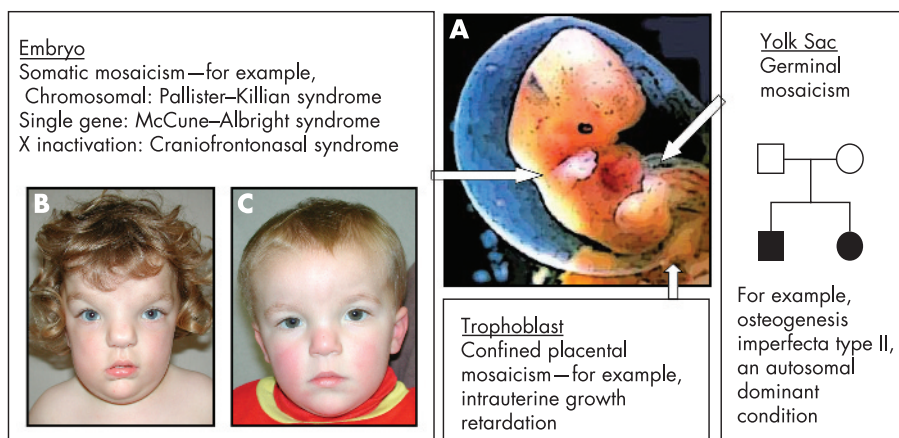 Embryo
Somatic mosaicism—for example,
Chromosomal: Pallister–Killian syndrome
Single gene: McCune–Albright syndrome
X inactivation: Craniofrontonasal syndrome
B
C
A
Trophoblast
Confined placental
mosaicism—for example,
intrauterine growth
retardation
Yolk Sac
Germinal
mosaicism
For example,
osteogenesis
imperfecta type II,
an autosomal
dominant
condition